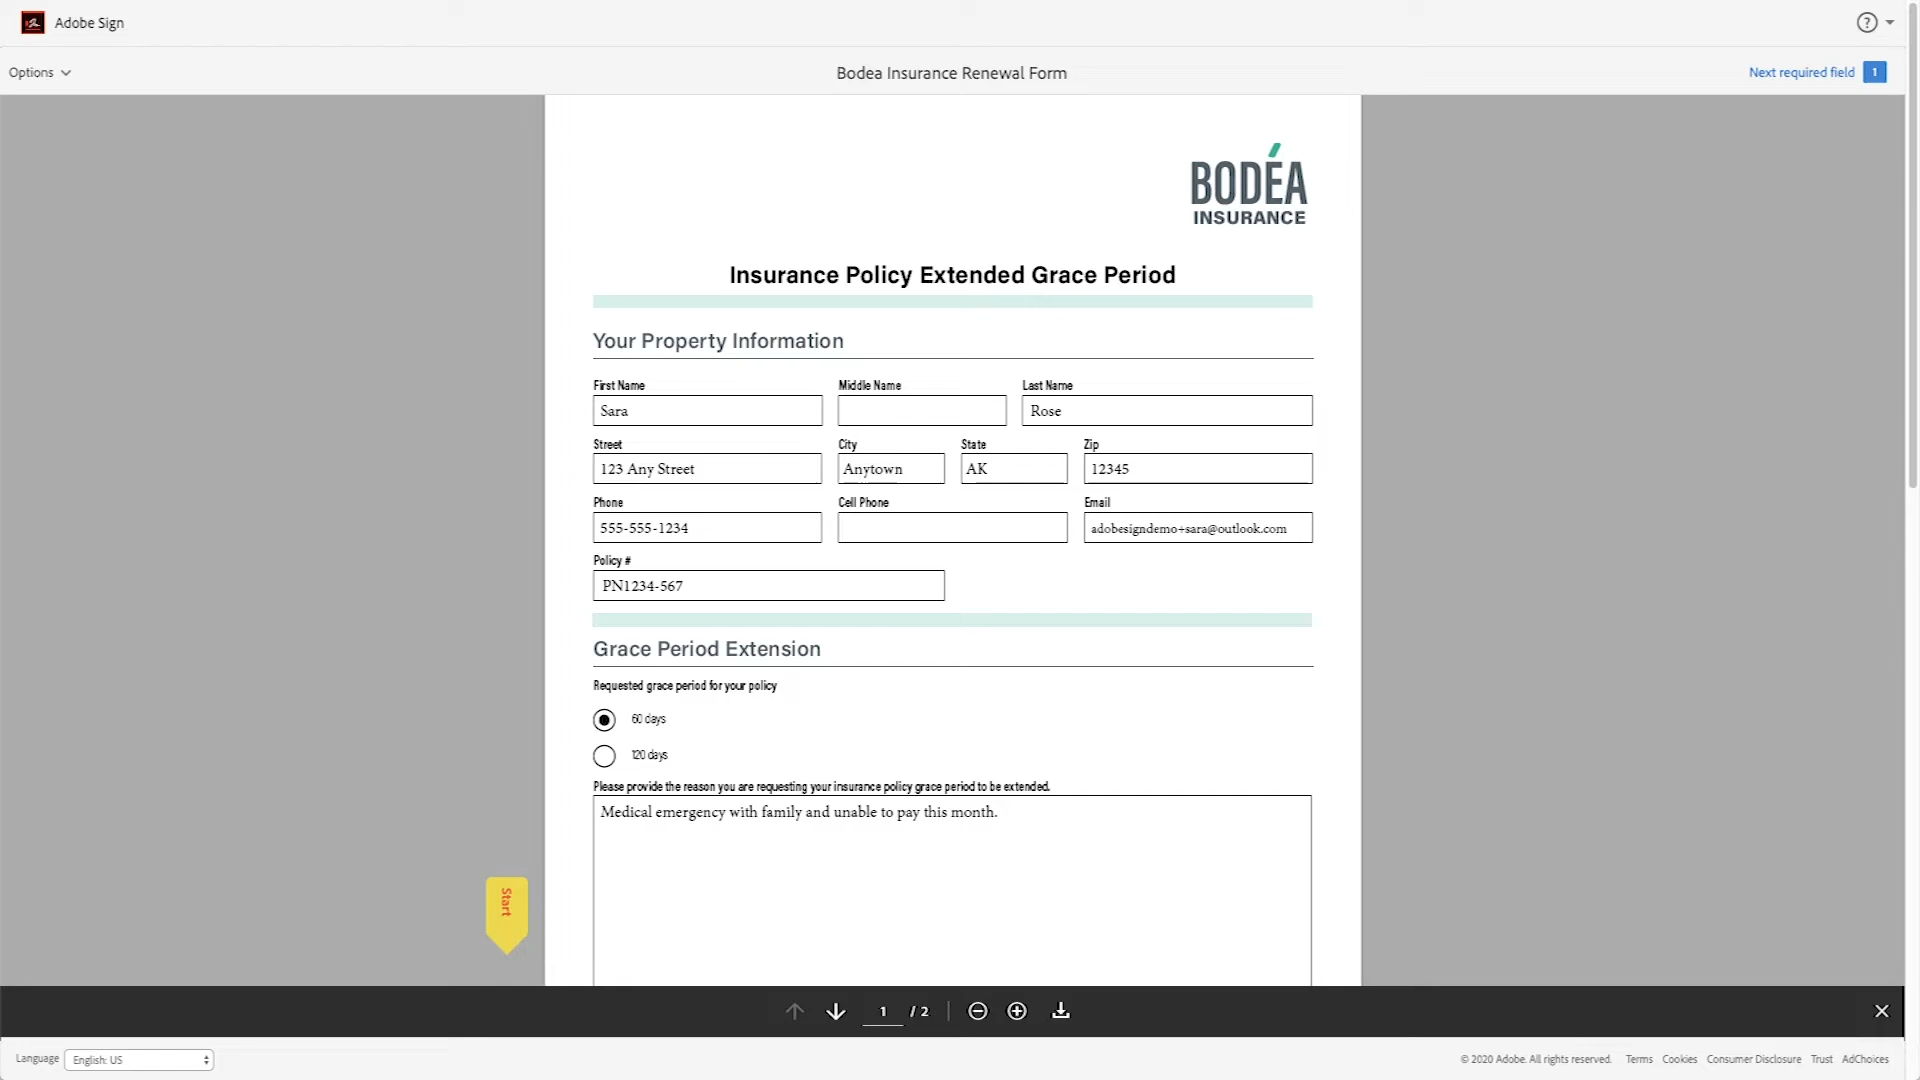 Adobe Sign
?
Options
Bodea Insurance Renewal Form
Next required field 1
BODÉA
INSURANCE
Insurance Policy Extended Grace Period
Your Property Information
First Name Middle Name Last Name
Sara Rose
Street City State Zip
123 Any Street Anytown AK 12345
Phone Cell Phone Email
555-555-1234 adobesigndemo+sara@outlook.com
Policy #
PN1234-567
Grace Period Extension
Requested grace period for your policy
60 days
120 days
Please provide the reason you are requesting your insurance policy grace period to be extended.
Medical emergency with family and unable to pay this month.
Start
1 / 2
Language English: US
© 2020 Adobe. All rights reserved. Terms Cookies Consumer Disclosure Trust AdChoices